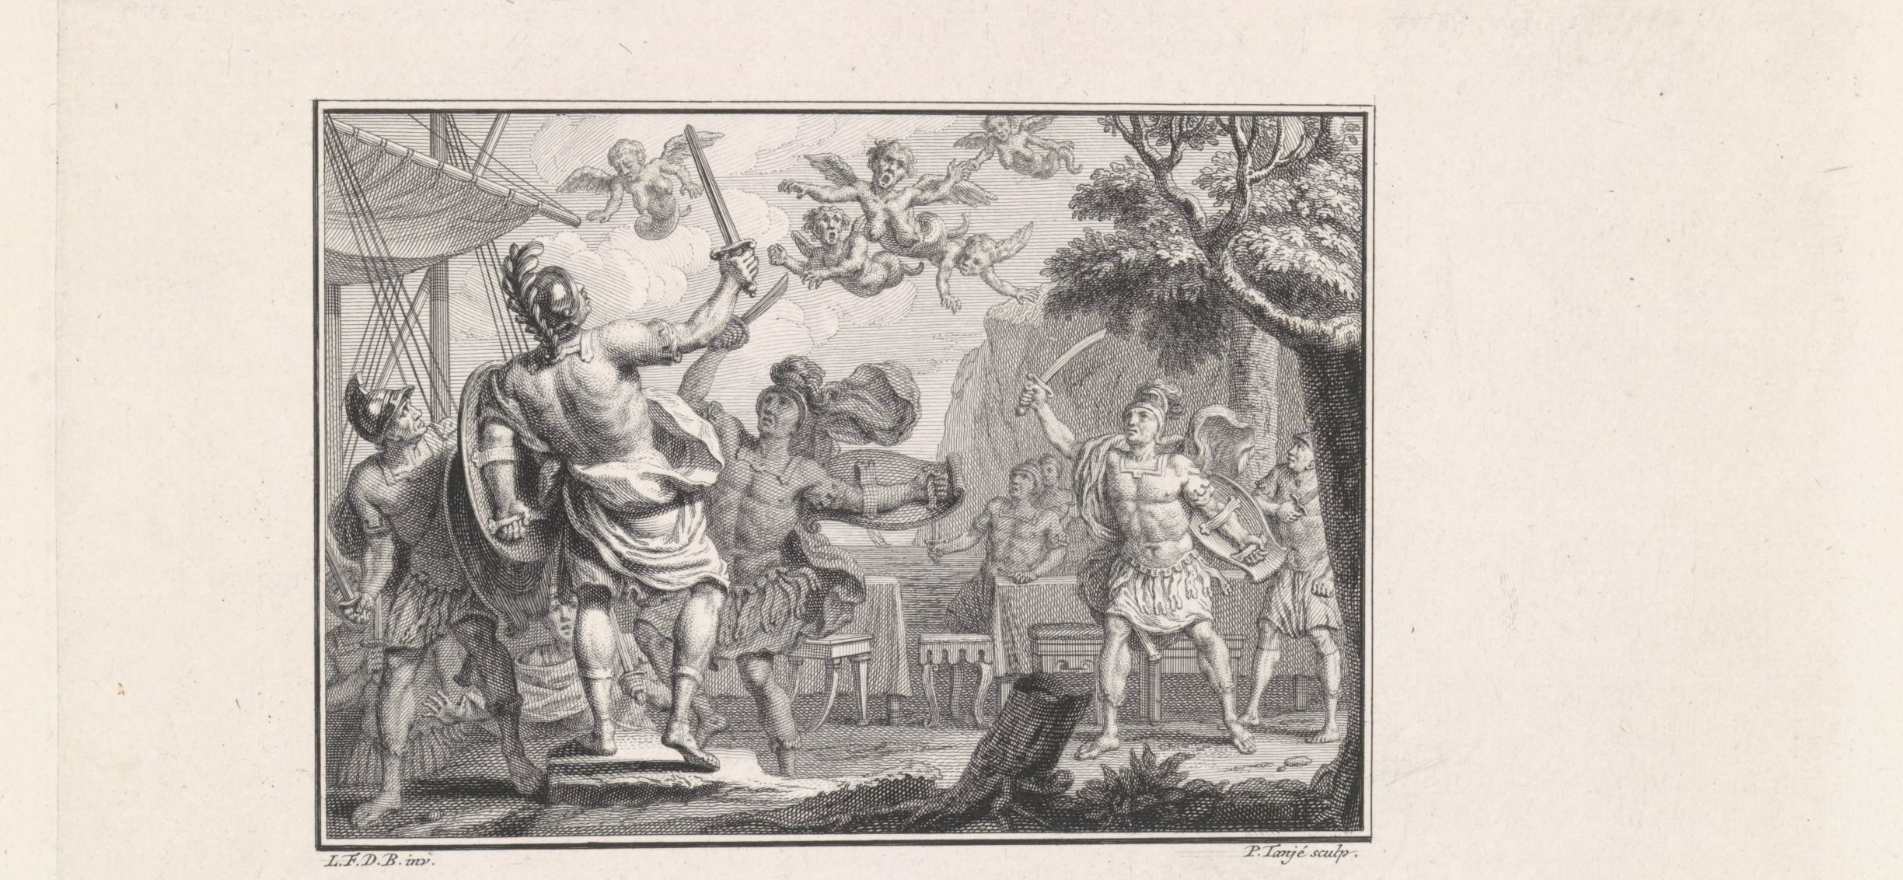 L.F.D.B. inv.
P. Tanjé sculp.